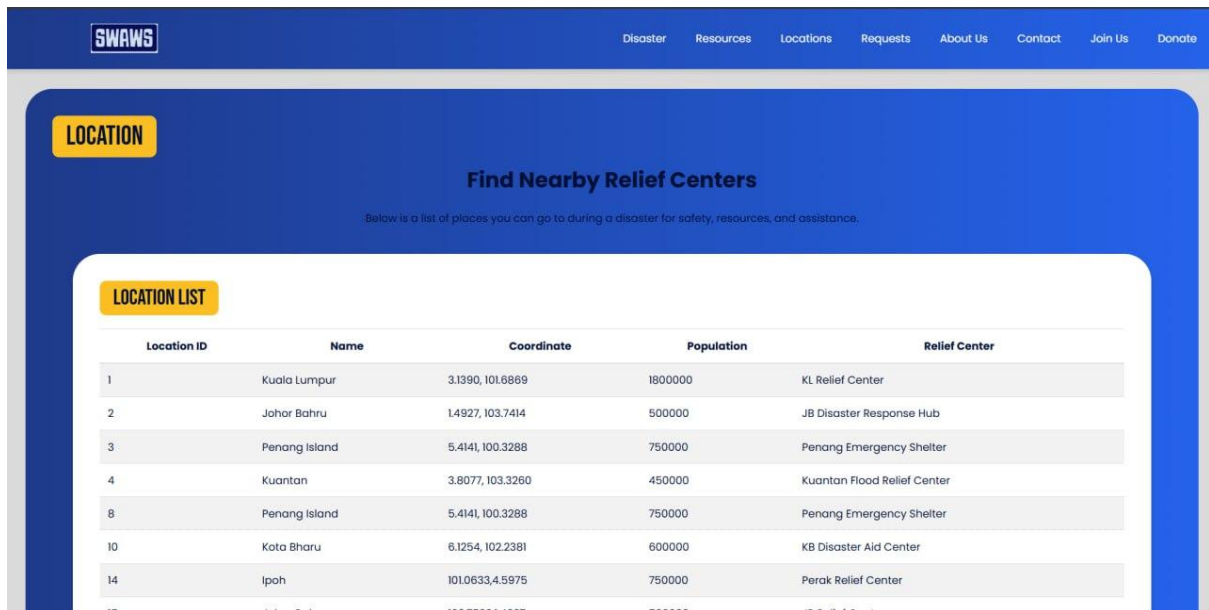 SWAWS Disaster Resources Locations Requests About Us Contact Join Us Donate
LOCATION
Find Nearby Relief Centers
Below is a list of places you can go to during a disaster for safety, resources, and assistance.
LOCATION LIST
Location ID Name Coordinate Population Relief Center
1 Kuala Lumpur 3.1390, 101.6869 1800000 KL Relief Center
2 Johor Bahru 1.4927, 103.7414 500000 JB Disaster Response Hub
3 Penang Island 5.4141, 100.3288 750000 Penang Emergency Shelter
4 Kuantan 3.8077, 103.3260 450000 Kuantan Flood Relief Center
8 Penang Island 5.4141, 100.3288 750000 Penang Emergency Shelter
10 Kota Bharu 6.1254, 102.2381 600000 KB Disaster Aid Center
14 Ipoh 101.0633,4.5975 750000 Perak Relief Center